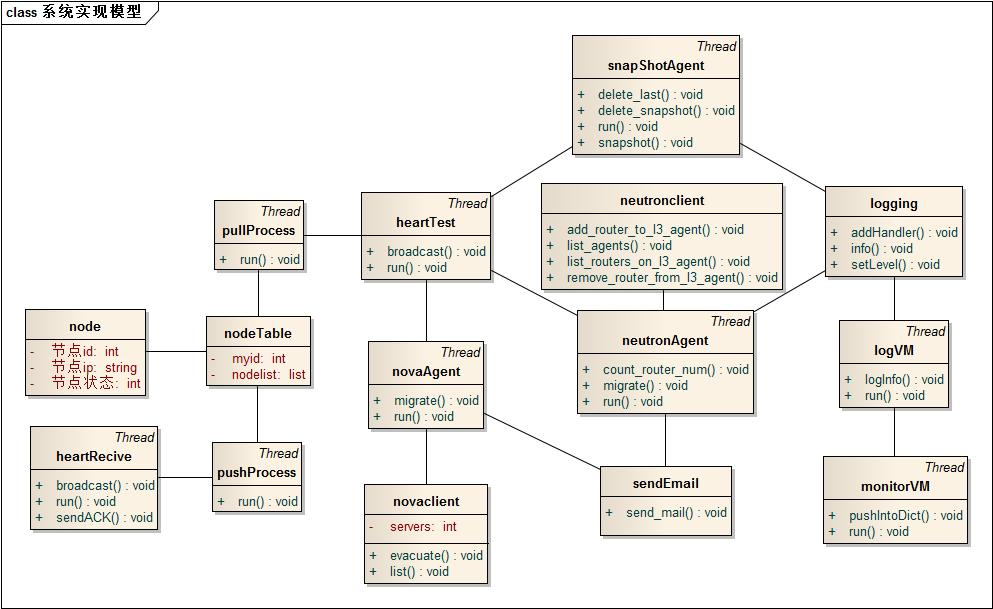 class 系统实现模型
Thread
snapShotAgent
+ delete_last() : void
+ delete_snapshot() : void
+ run() : void
+ snapshot() : void
Thread
pullProcess
+ run() : void
Thread
heartTest
+ broadcast() : void
+ run() : void
neutronclient
+ add_router_to_l3_agent() : void
+ list_agents() : void
+ list_routers_on_l3_agent() : void
+ remove_router_from_l3_agent() : void
logging
+ addHandler() : void
+ info() : void
+ setLevel() : void
node
- 节点id: int
- 节点ip: string
- 节点状态: int
nodeTable
- myid: int
- nodelist: list
Thread
novaAgent
+ migrate() : void
+ run() : void
Thread
neutronAgent
+ count_router_num() : void
+ migrate() : void
+ run() : void
Thread
logVM
+ logInfo() : void
+ run() : void
Thread
heartRecive
+ broadcast() : void
+ run() : void
+ sendACK() : void
Thread
pushProcess
+ run() : void
novaclient
- servers: int
+ evacuate() : void
+ list() : void
sendEmail
+ send_mail() : void
Thread
monitorVM
+ pushIntoDict() : void
+ run() : void